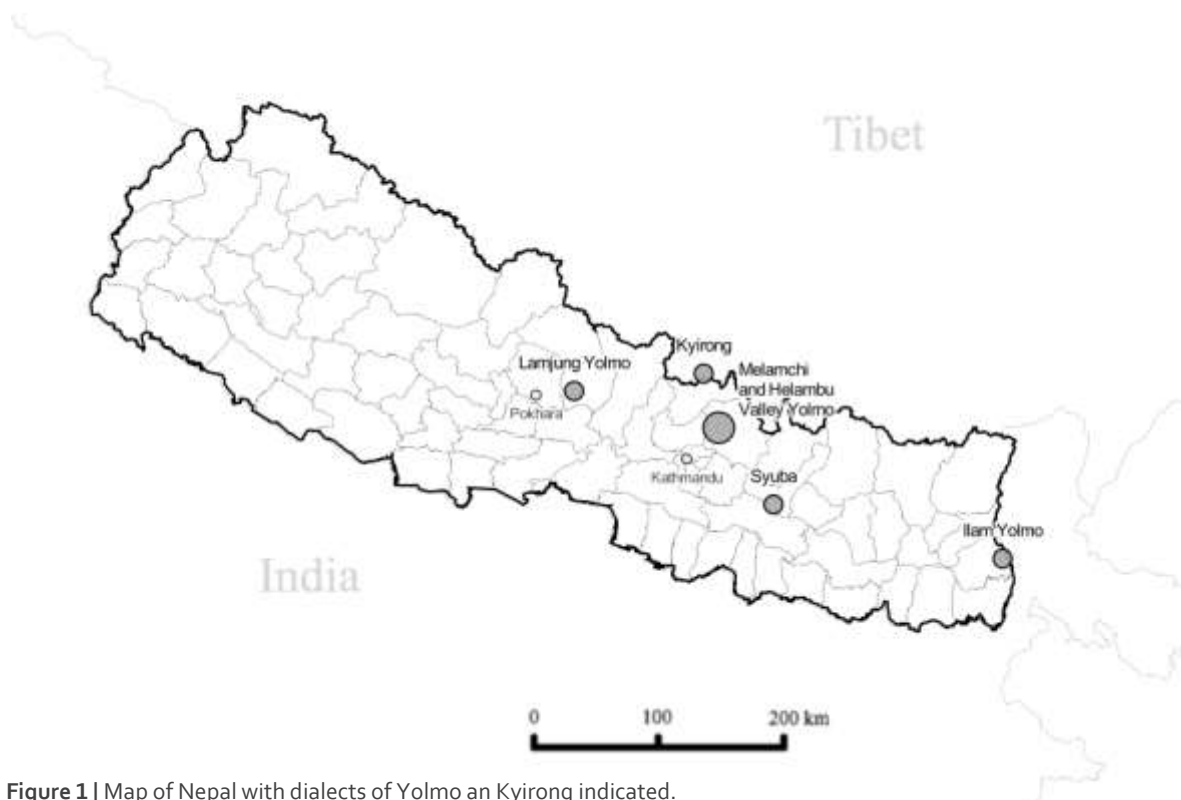 Tibet
Kyirong
Lamjung Yolmo
Melamchi
and Helambu
Valley Yolmo
Pokhara
Kathmandu
Syuba
Ilam Yolmo
India
0 100 200 km
Figure 1 | Map of Nepal with dialects of Yolmo an Kyirong indicated.